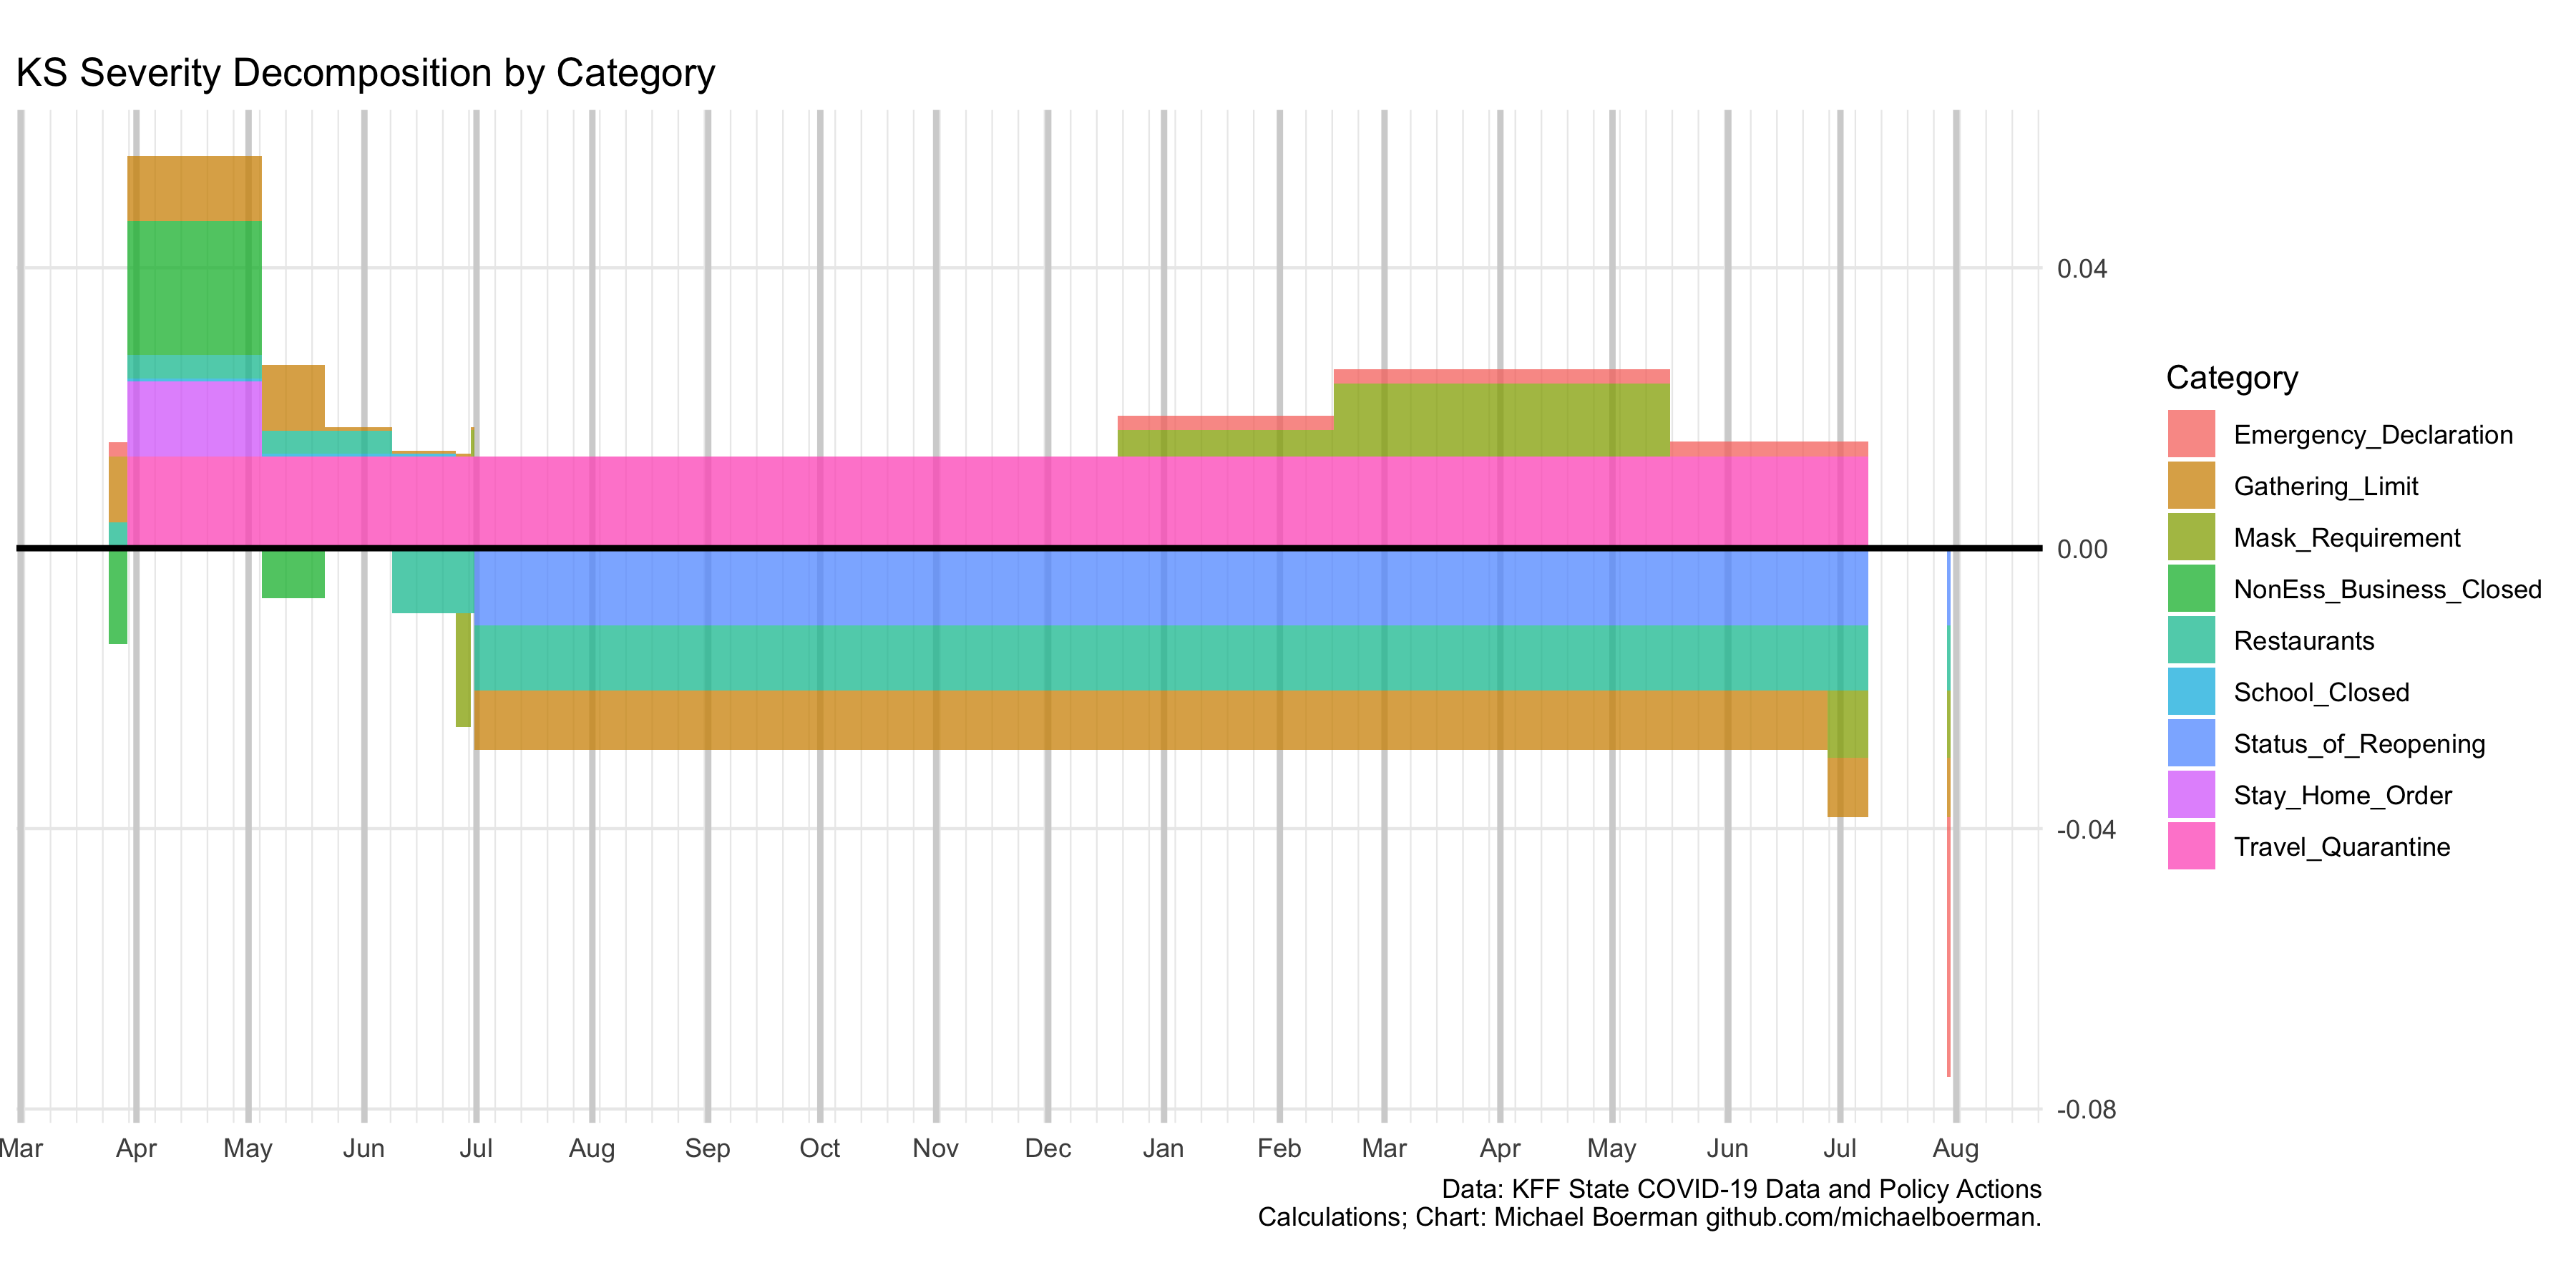 KS Severity Decomposition by Category
0.04
0.00
-0.04
-0.08
Mar Apr May Jun Jul Aug Sep Oct Nov Dec Jan Feb Mar Apr May Jun Jul Aug
Category
Emergency_Declaration
Gathering_Limit
Mask_Requirement
NonEss_Business_Closed
Restaurants
School_Closed
Status_of_Reopening
Stay_Home_Order
Travel_Quarantine
Data: KFF State COVID-19 Data and Policy Actions
Calculations; Chart: Michael Boerman github.com/michaelboerman.